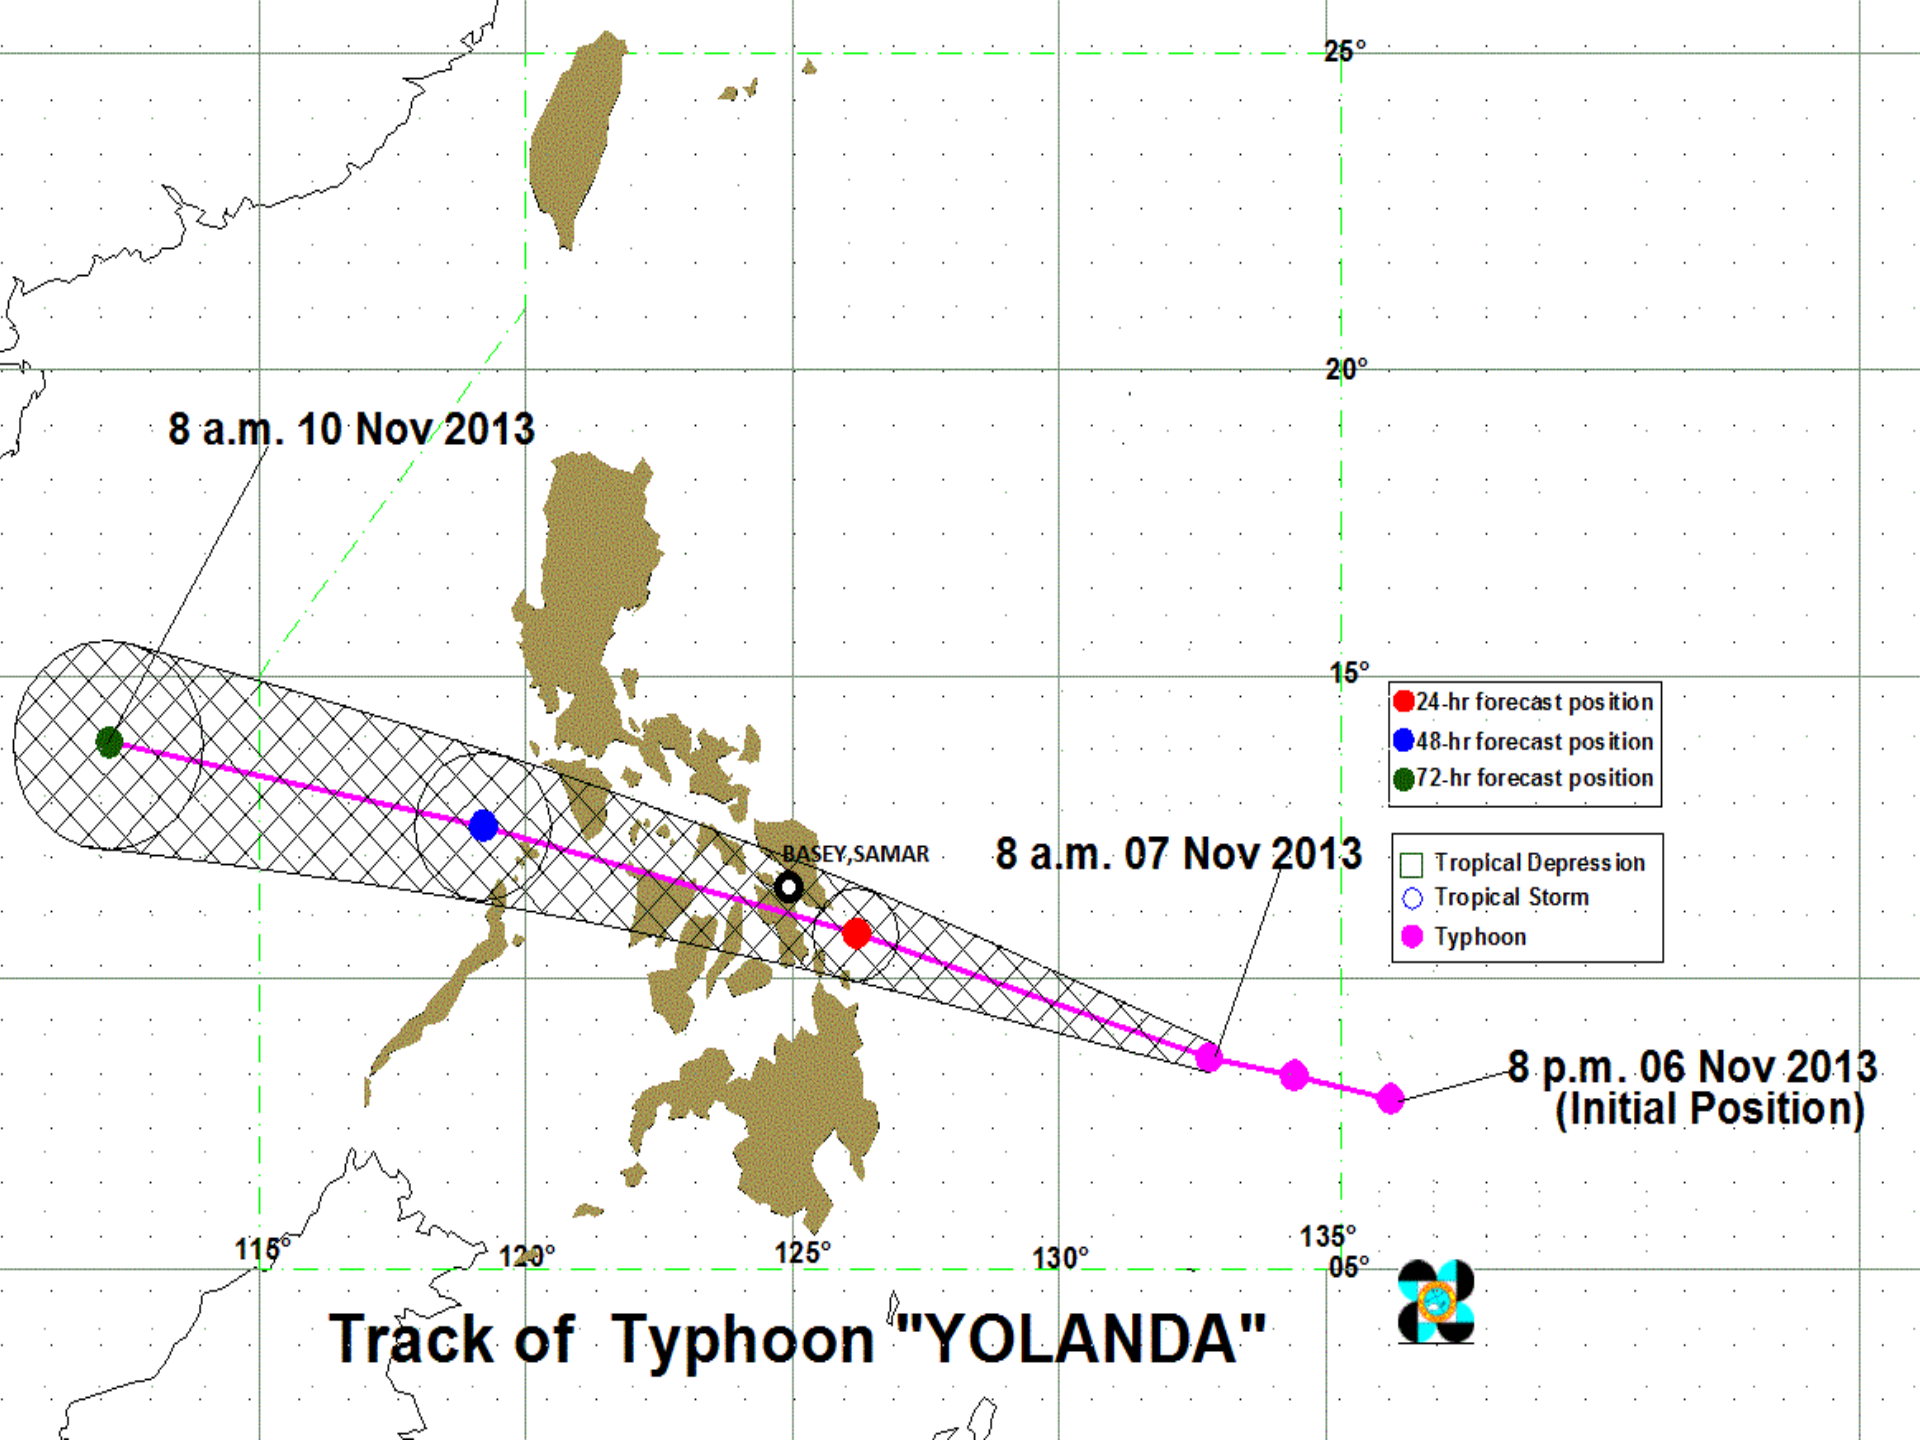 25°
20°
8 a.m. 10 Nov 2013
15°
24-hr forecast position
48-hr forecast position
72-hr forecast position
BASEY,SAMAR
8 a.m. 07 Nov 2013
Tropical Depression
Tropical Storm
Typhoon
8 p.m. 06 Nov 2013
(Initial Position)
115°
120°
125°
130°
135°
05°
Track of Typhoon "YOLANDA"